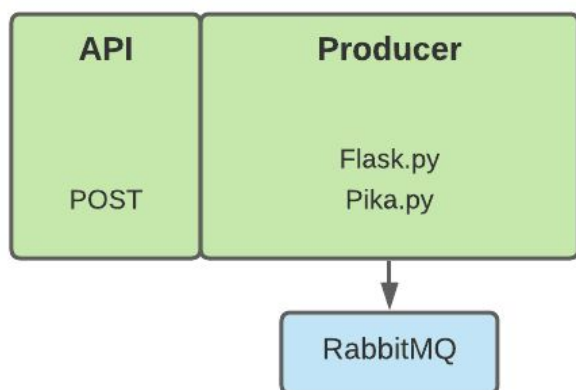 API
Producer
Flask.py
POST
Pika.py
RabbitMQ